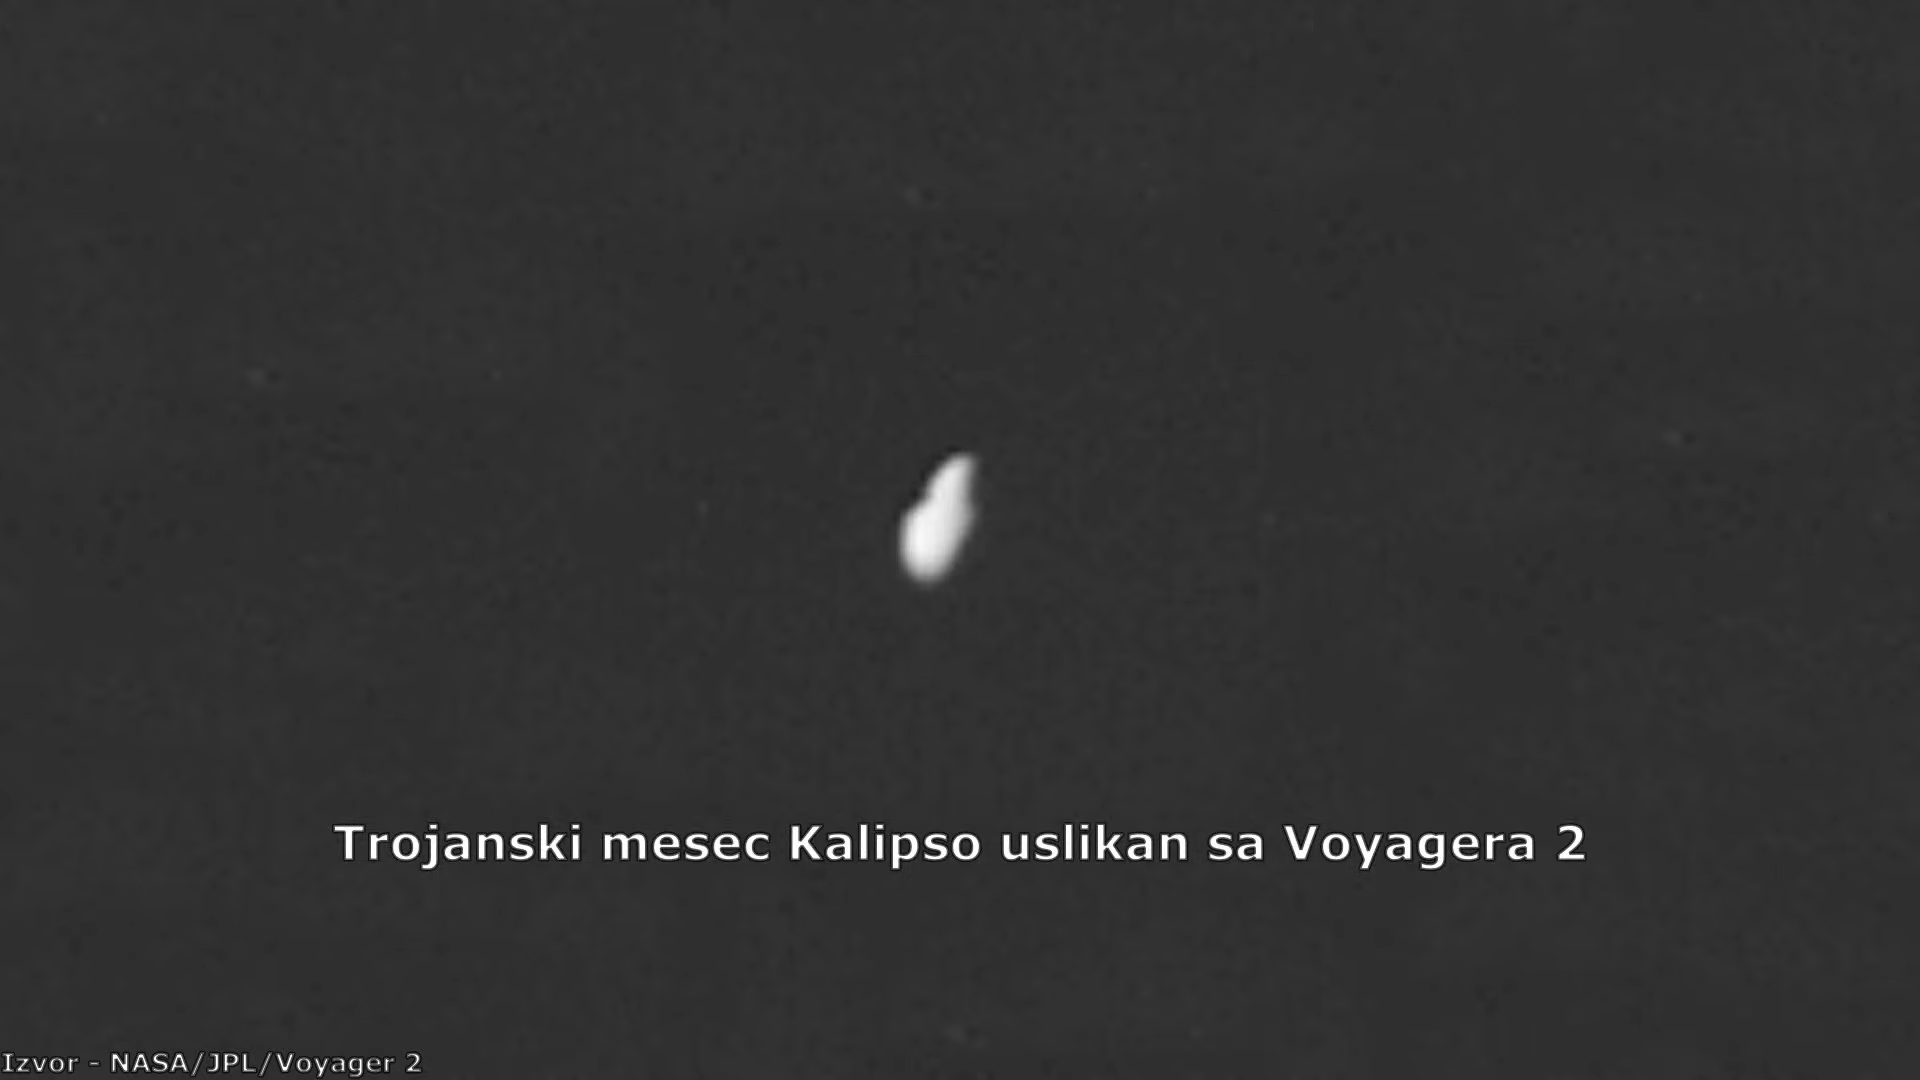 Trojanski mesec Kalipso uslikan sa Voyagera 2
Izvor - NASA/JPL/Voyager 2